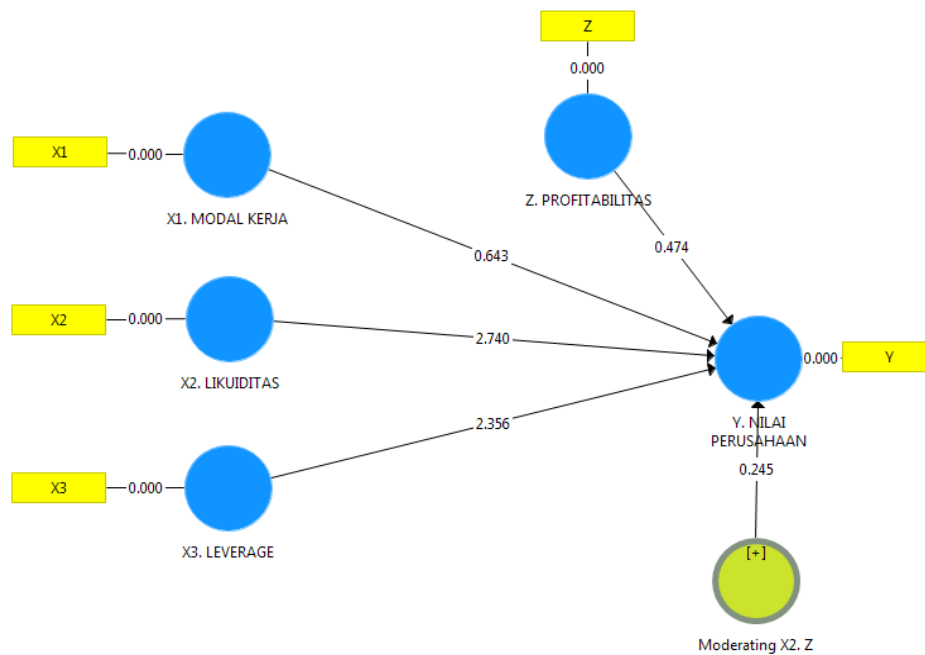 Z
0.000
Z. PROFITABILITAS
X1
0.000
X1. MODAL KERJA
0.474
0.643
X2
0.000
X2. LIKUIDITAS
2.740
0.000
Y
Y. NILAI
PERUSAHAAN
2.356
0.245
X3
0.000
X3. LEVERAGE
[+]
Moderating X2. Z